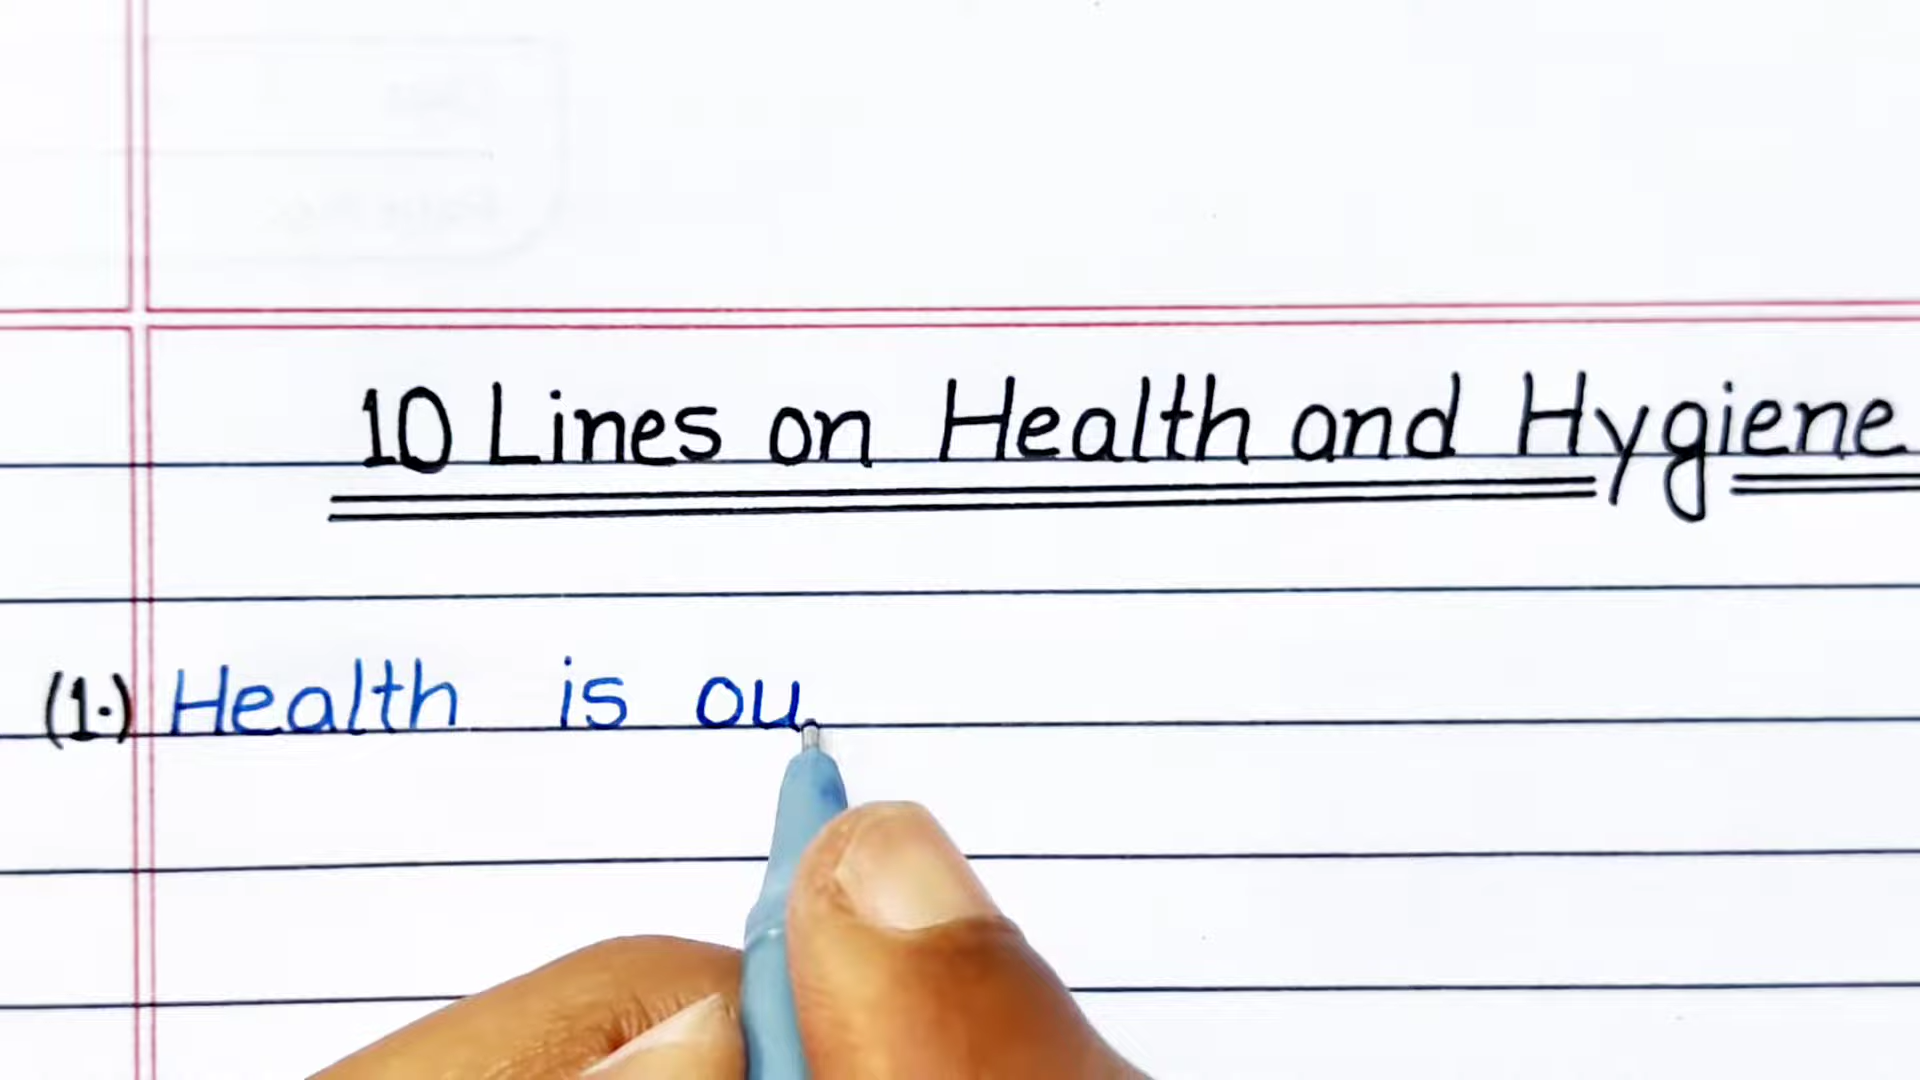 10 Lines on Health and Hygiene
(1.) Health is ou